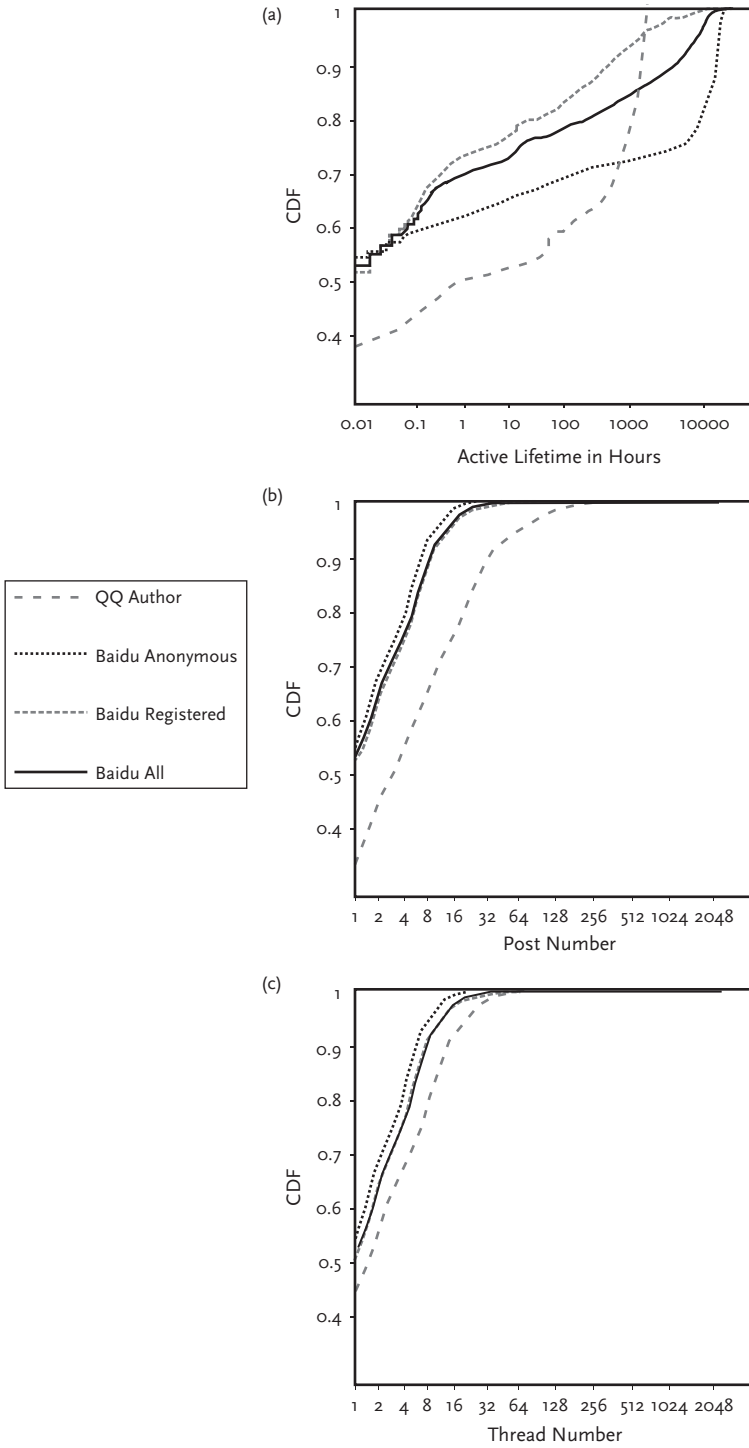 (a)
1
0.9
0.8
0.7
0.6
0.5
0.4
CDF
0.01 0.1 1 10 100 1000 10000
Active Lifetime in Hours
(b)
1
0.9
0.8
0.7
0.6
0.5
0.4
CDF
1 2 4 8 16 32 64 128 256 512 1024 2048
Post Number
QQ Author
Baidu Anonymous
Baidu Registered
Baidu All
(c)
1
0.9
0.8
0.7
0.6
0.5
0.4
CDF
1 2 4 8 16 32 64 128 256 512 1024 2048
Thread Number